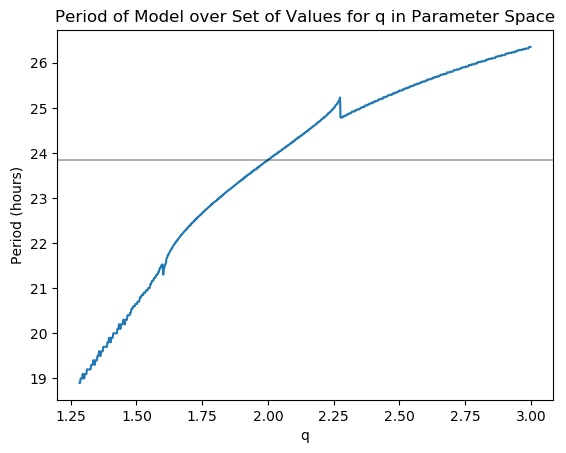 Period of Model over Set of Values for q in Parameter Space
Period (hours)
26
25
24
23
22
21
20
19
1.25 1.50 1.75 2.00 2.25 2.50 2.75 3.00
q